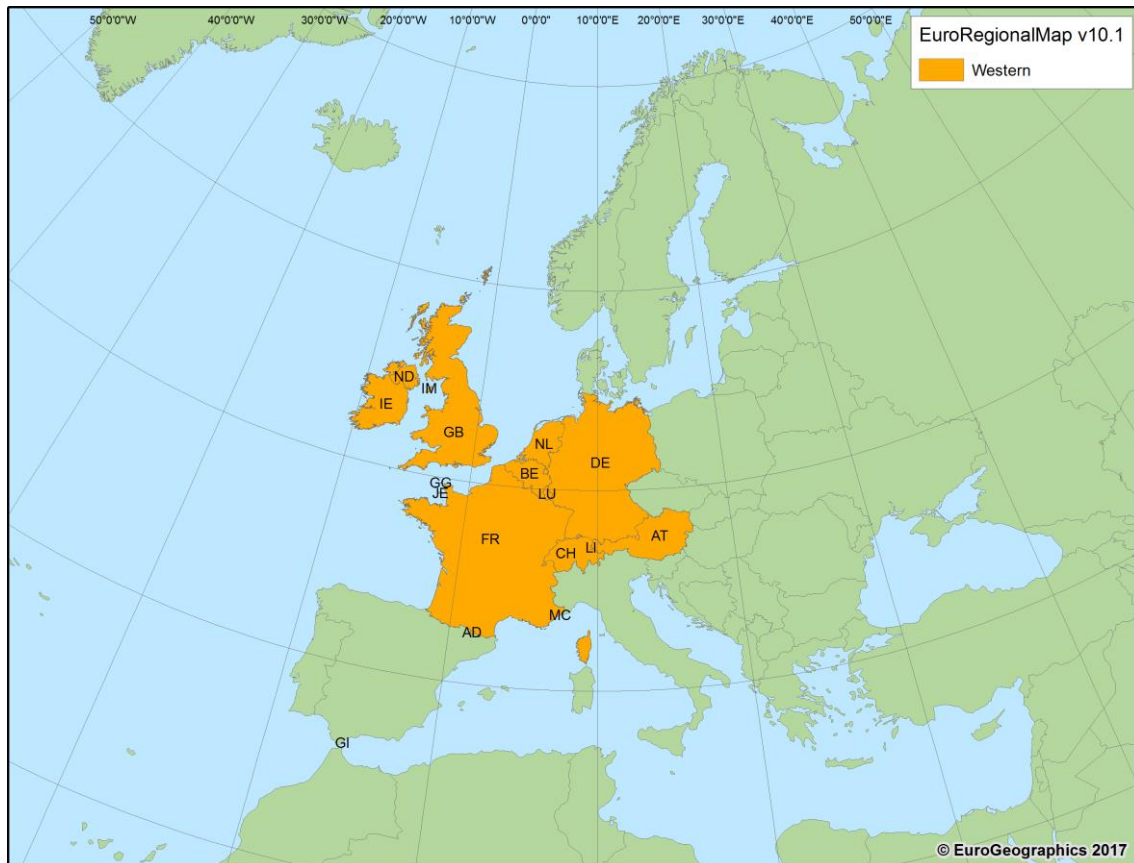 50°0'0"W 40°0'0"W 30°0'0"W 20°0'0"W 10°0'0"W 0°0'0" 10°0'0"E 20°0'0"E 30°0'0"E 40°0'0"E 50°0'0"E
EuroRegionalMap v10.1
Western
ND
IM
IE
GB
NL
BE
DE
GG
JE
LU
FR
CH
LI
AT
MC
AD
GI
© EuroGeographics 2017